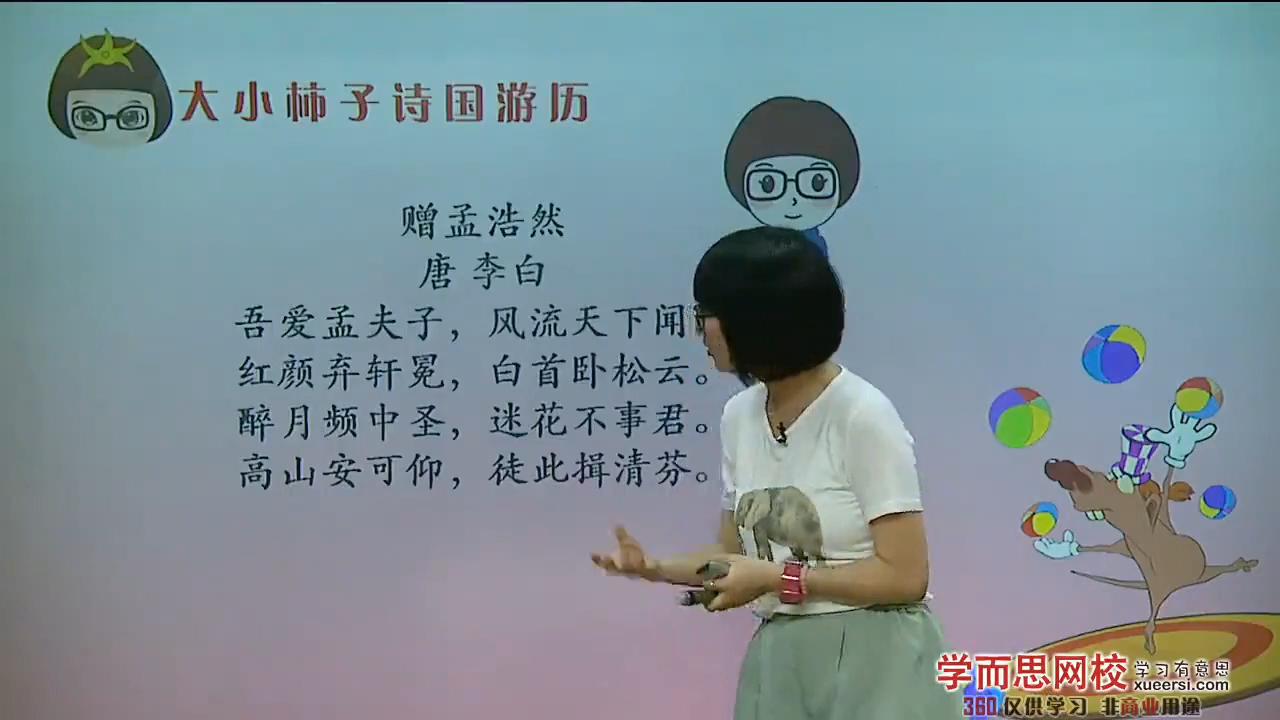 大小柿子诗国游历
赠孟浩然
唐 李白
吾爱孟夫子，风流天下闻
红颜弃轩冕，白首卧松云。
醉月频中圣，迷花不事君。
高山安可仰，徒此揖清芬。
学而思网校 学习有意思
xueersi.com
360 仅供学习 非商业用途